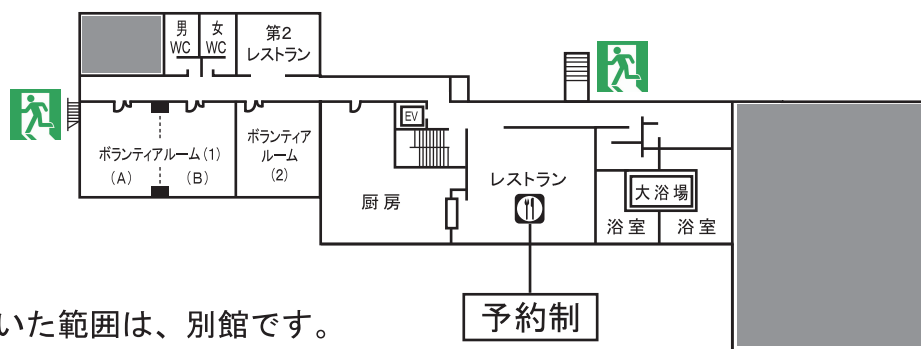 男
WC
女
WC
第2
レストラン
EV
ボランティアルーム(1)
(A)
(B)
ボランティア
ルーム
(2)
厨房
レストラン
大浴場
浴室
浴室
予約制
いた範囲は、別館です。